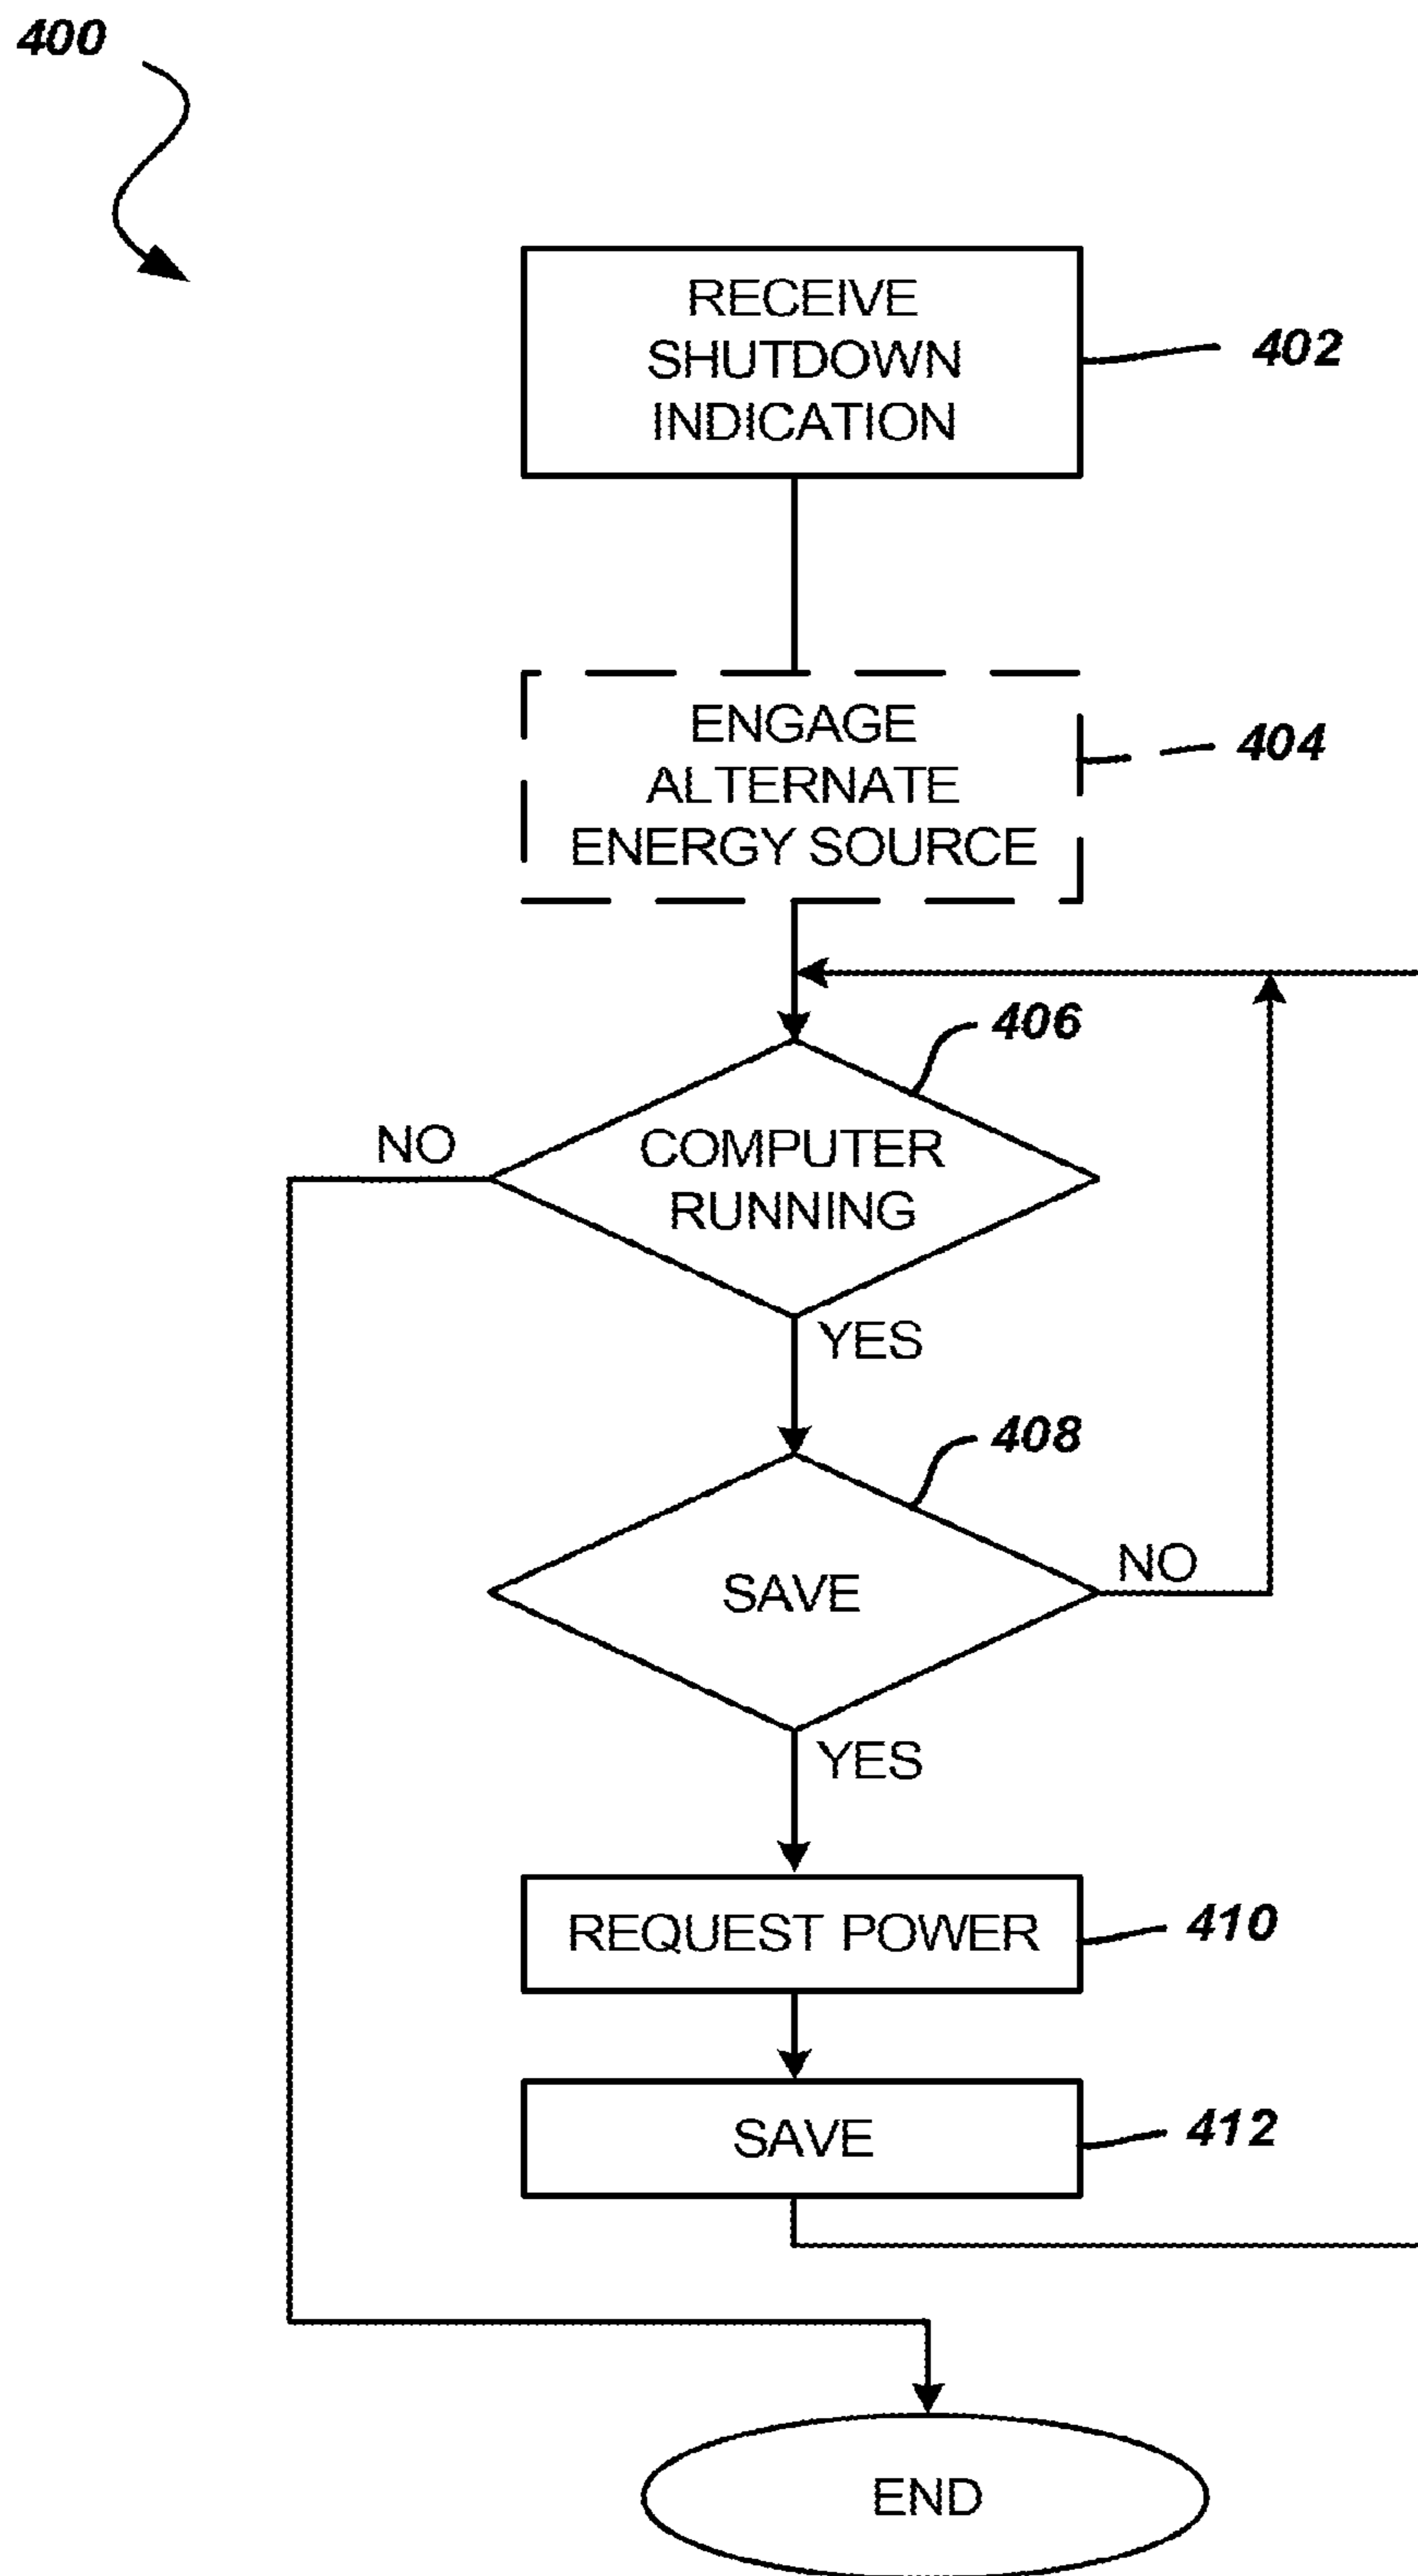 400
RECEIVE
SHUTDOWN
INDICATION
402
ENGAGE
ALTERNATE
ENERGY SOURCE
404
406
COMPUTER
RUNNING
NO
YES
408
SAVE
NO
YES
REQUEST POWER
410
SAVE
412
END